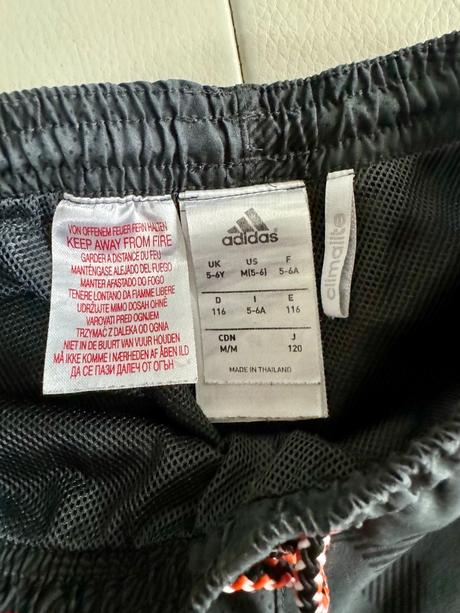 VON OFFENEM FEUER FERN HALTEN
KEEP AWAY FROM FIRE
GARDER A DISTANCE DU FEU
MANTÉNGASE ALEJADO DEL FUEGO
MANTER AFASTADO DO FOGO
TENERE LONTANO DA FIAMME LIBERE
UDRŽUJTE MIMO DOSAH OHNĚ
VAROVATI PRED OGNJEM
TRZYMAĆ Z DALEKA OD OGNIA
NIET IN DE BUURT VAN VUUR HOUDEN
MÅ IKKE KOMME I NÆRHEDEN AF ÅBEN ILD
ДА СЕ ПАЗИ ДАЛЕЧ ОТ ОГЪН
adidas
UK US F
5-6Y M(5-6) 5-6A
D I E
116 5-6A 116
CDN J
M/M 120
MADE IN THAILAND
climalite